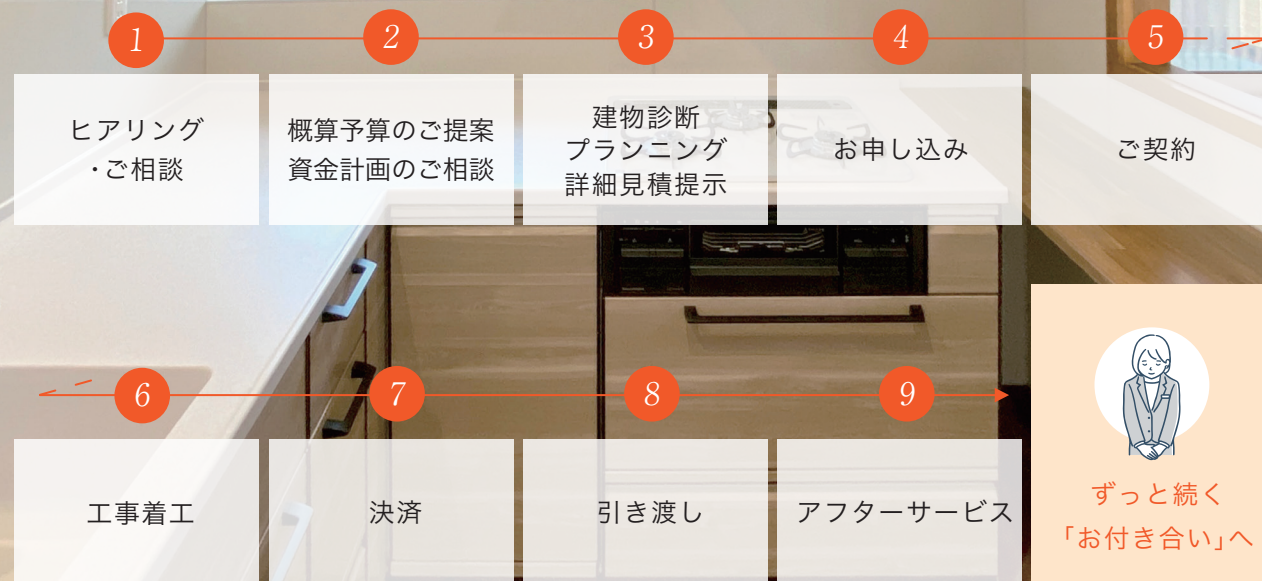 1
2
3
4
5
ヒアリング
・ご相談
概算予算のご提案
資金計画のご相談
建物診断
プランニング
詳細見積提示
お申し込み
ご契約
6
7
8
9
工事着工
決済
引き渡し
アフターサービス
ずっと続く
「お付き合い」へ